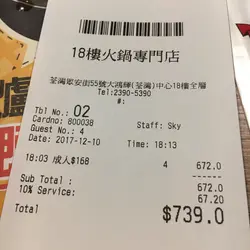 18樓火鍋專門店
荃灣眾安街55號大鴻輝(荃灣)中心18樓全層
Tel:2390-5390
#:
Tbl No.: 02
Cardno: 800038
Staff: Sky
Guest No.: 4
Date: 2017-12-10 Time: 18:13
18:03 成人$168 4 672.0
Sub Total : 672.0
10% Service: 67.20
Total $739.0